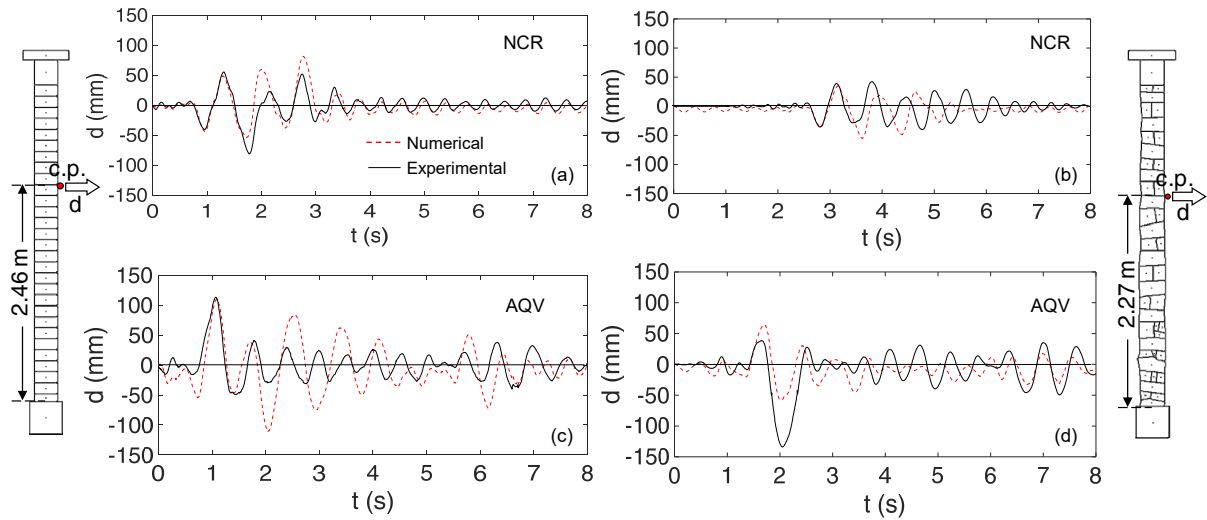 c.p.
d
2.46 m
150
100
50
0
-50
-100
-150
d (mm)
NCR
Numerical
Experimental
(a)
0 1 2 3 4 5 6 7 8
t (s)
150
100
50
0
-50
-100
-150
d (mm)
NCR
(b)
0 1 2 3 4 5 6 7 8
t (s)
150
100
50
0
-50
-100
-150
d (mm)
AQV
(c)
0 1 2 3 4 5 6 7 8
t (s)
150
100
50
0
-50
-100
-150
d (mm)
AQV
(d)
0 1 2 3 4 5 6 7 8
t (s)
c.p.
d
2.27 m